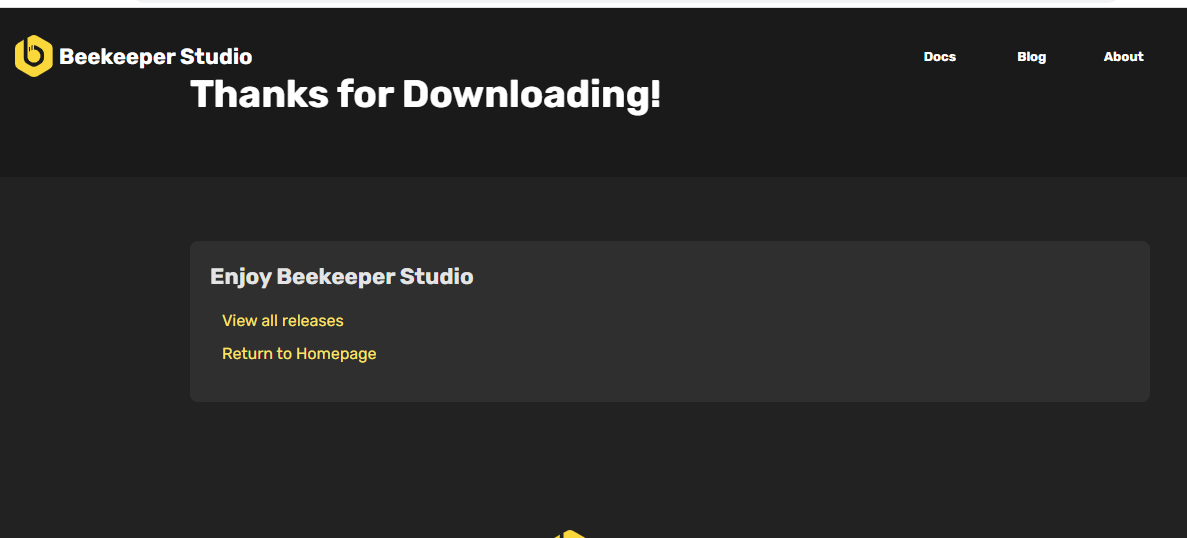 Beekeeper Studio
Docs
Blog
About
Thanks for Downloading!
Enjoy Beekeeper Studio
View all releases
Return to Homepage